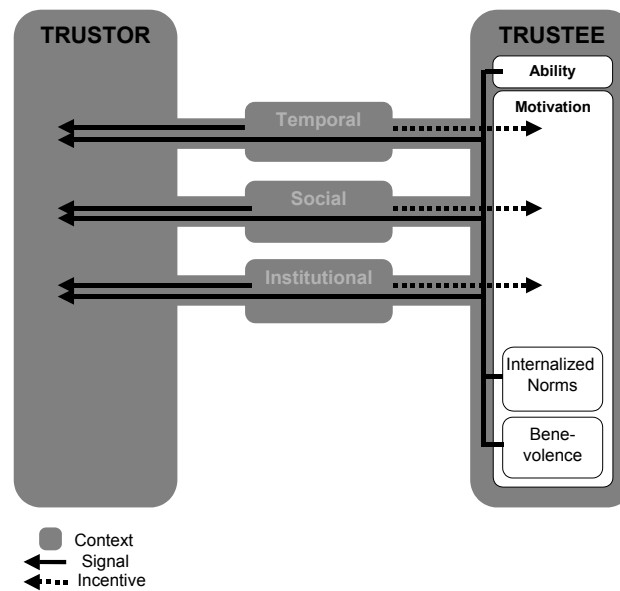 TRUSTOR
TRUSTEE
Ability
Motivation
Temporal
Social
Institutional
Internalized
Norms
Bene-
volence
Context
Signal
Incentive